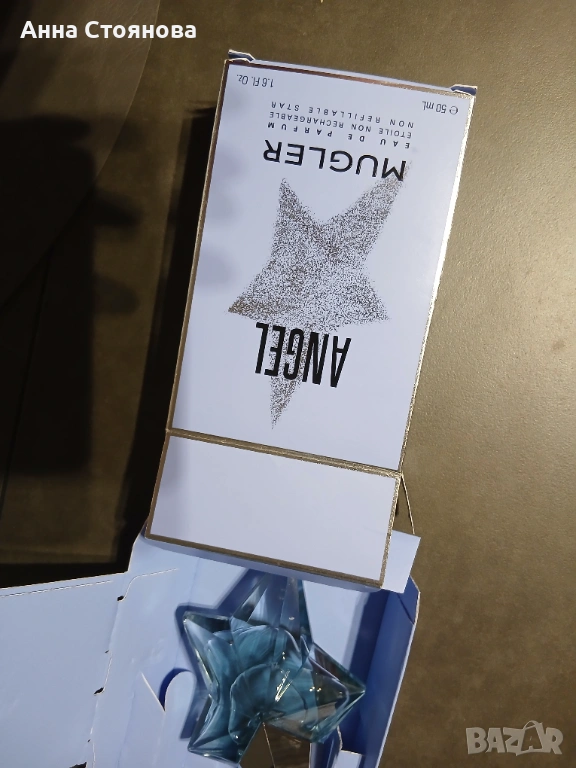 Анна Стоянова
ANGEL
MUGLER
EAU DE PARFUM
ÉTOILE NON RECHARGEABLE
NON REFILLABLE STAR
℮ 50 mL 1.6 Fl. Oz.
BAZAR